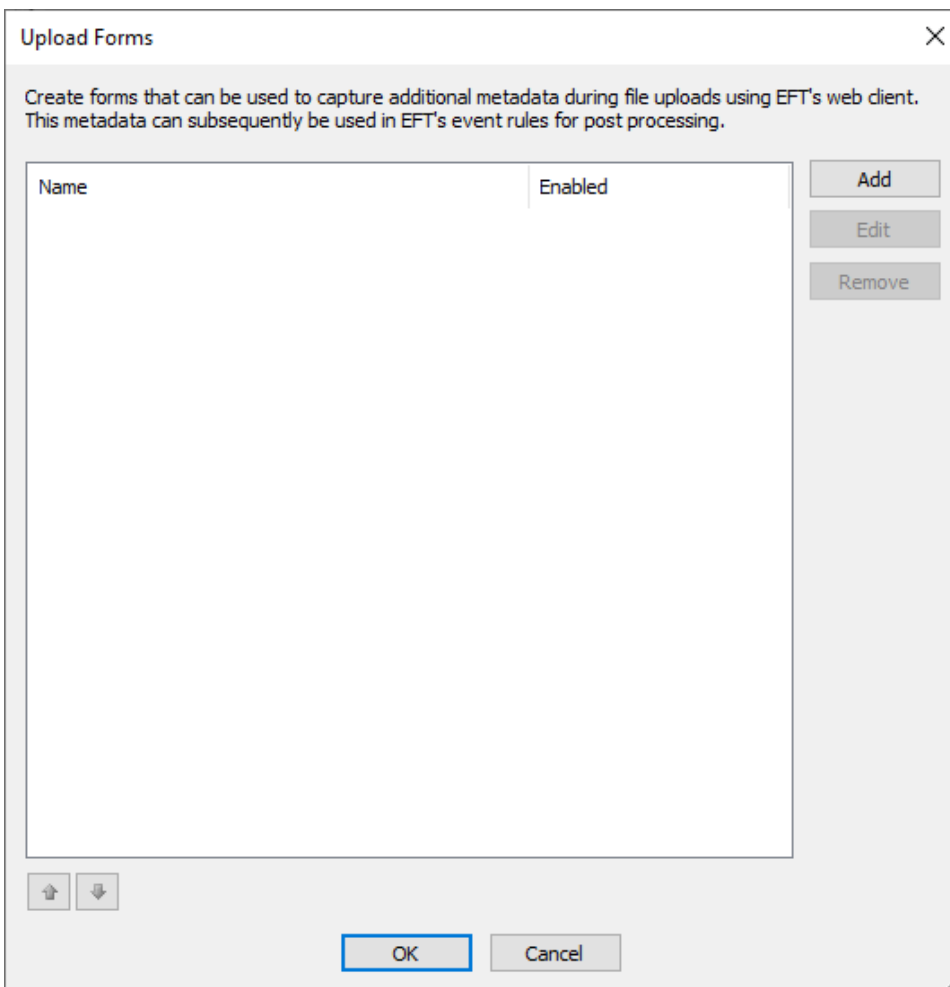 Upload Forms
Create forms that can be used to capture additional metadata during file uploads using EFT's web client.
This metadata can subsequently be used in EFT's event rules for post processing.
Name
Enabled
Add
Edit
Remove
OK
Cancel